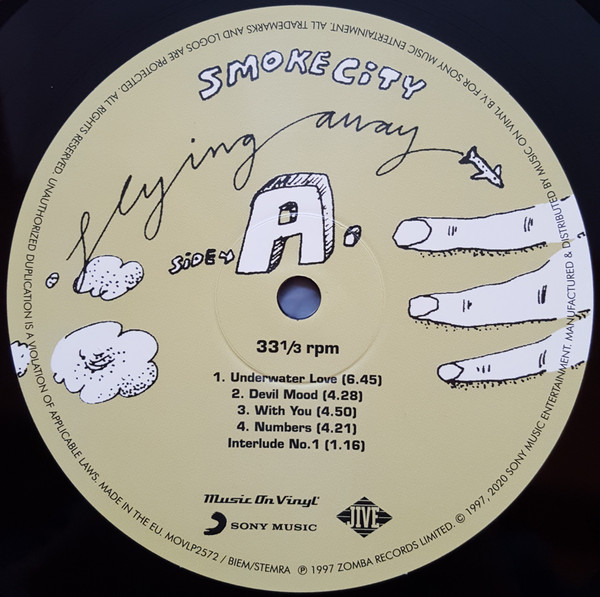 SMOKE CiTY
flying away
SiDE A.
33 1/3 rpm
1. Underwater Love (6.45)
2. Devil Mood (4.28)
3. With You (4.50)
4. Numbers (4.21)
Interlude No.1 (1.16)
Music On Vinyl
SONY MUSIC
JIVE
℗ 1997 ZOMBA RECORDS LIMITED. © 1997, 2020 SONY MUSIC ENTERTAINMENT. MANUFACTURED & DISTRIBUTED BY MUSIC ON VINYL B.V. FOR SONY MUSIC ENTERTAINMENT. ALL TRADEMARKS AND LOGOS ARE PROTECTED. ALL RIGHTS RESERVED. UNAUTHORIZED DUPLICATION IS A VIOLATION OF APPLICABLE LAWS. MADE IN THE EU. MOVLP2572 / BIEM/STEMRA